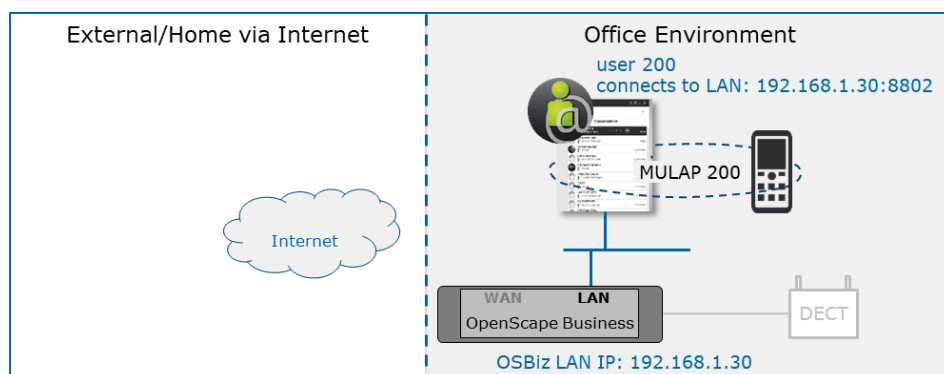 External/Home via Internet
Office Environment
user 200
connects to LAN: 192.168.1.30:8802
@
MULAP 200
Internet
WAN
LAN
OpenScape Business
DECT
OSBiz LAN IP: 192.168.1.30